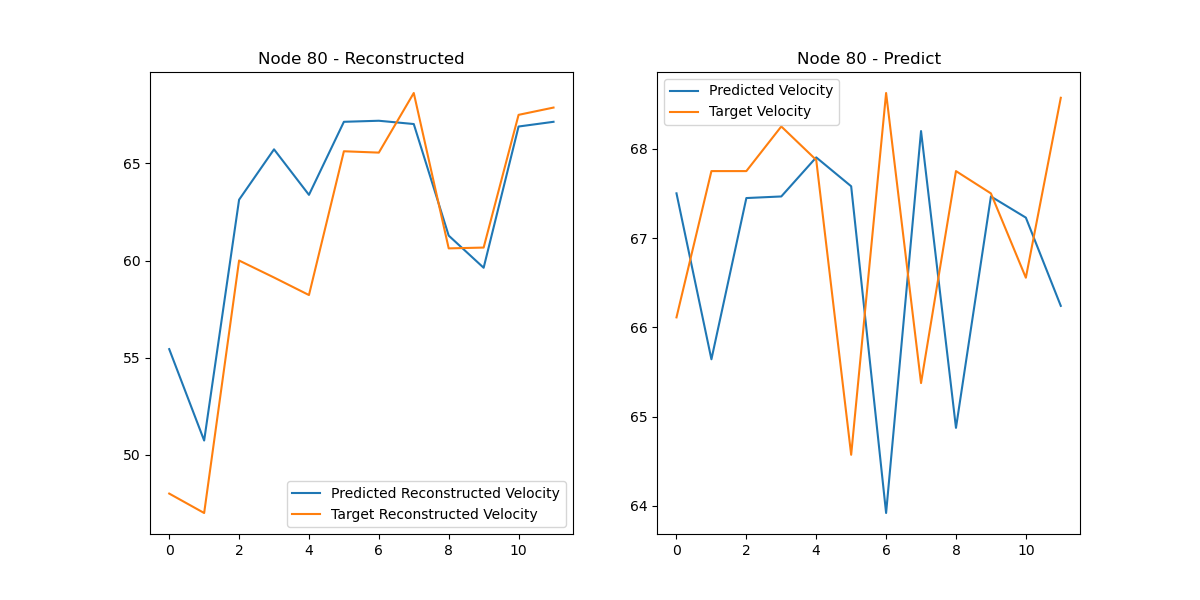 Node 80 - Reconstructed
65
60
55
50
0 2 4 6 8 10
Predicted Reconstructed Velocity
Target Reconstructed Velocity
Node 80 - Predict
Predicted Velocity
Target Velocity
68
67
66
65
64
0 2 4 6 8 10